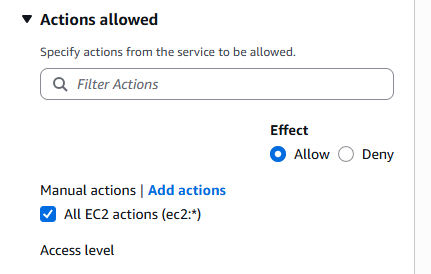 Actions allowed
Specify actions from the service to be allowed.
Filter Actions
Effect
Allow Deny
Manual actions | Add actions
All EC2 actions (ec2:*)
Access level